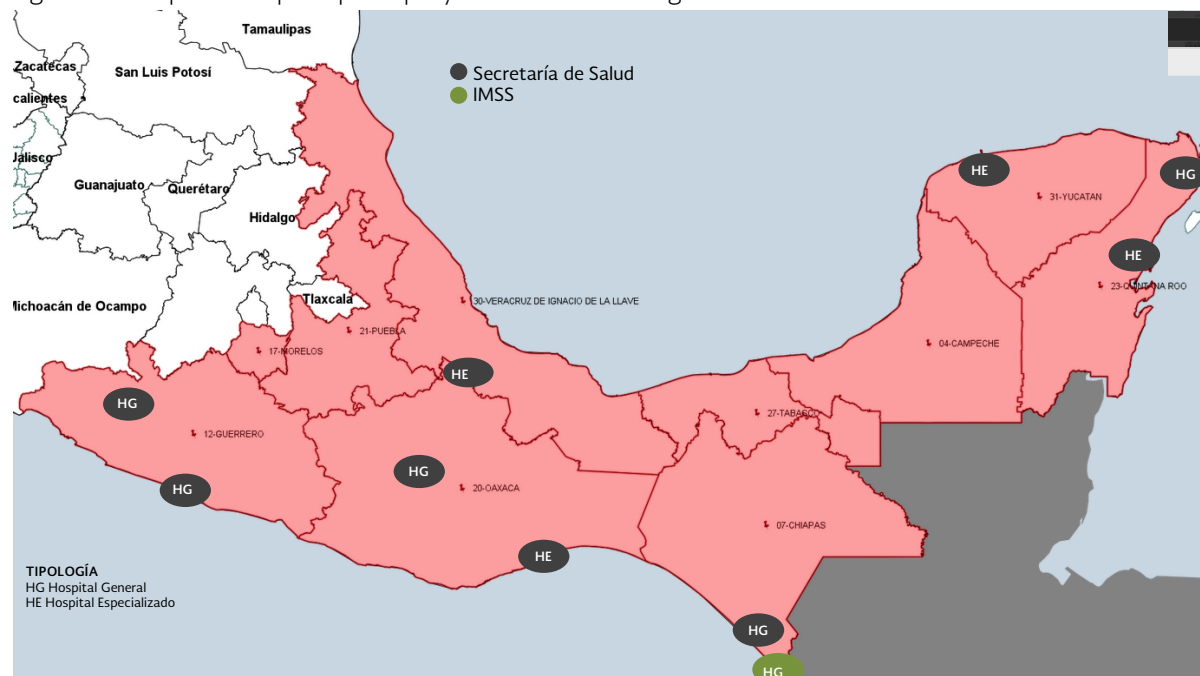 Tamaulipas
Zacatecas
San Luis Potosí
calientes
Jalisco
Guanajuato
Querétaro
Hidalgo
Michoacán de Ocampo
Tlaxcala
Secretaría de Salud
IMSS
HE
HG
31-YUCATAN
HE
23-QUINTANA ROO
30-VERACRUZ DE IGNACIO DE LA LLAVE
21-PUEBLA
17-MORELOS
04-CAMPECHE
HE
HG
27-TABASCO
12-GUERRERO
HG
HG
20-OAXACA
07-CHIAPAS
HE
TIPOLOGÍA
HG Hospital General
HE Hospital Especializado
HG
HG